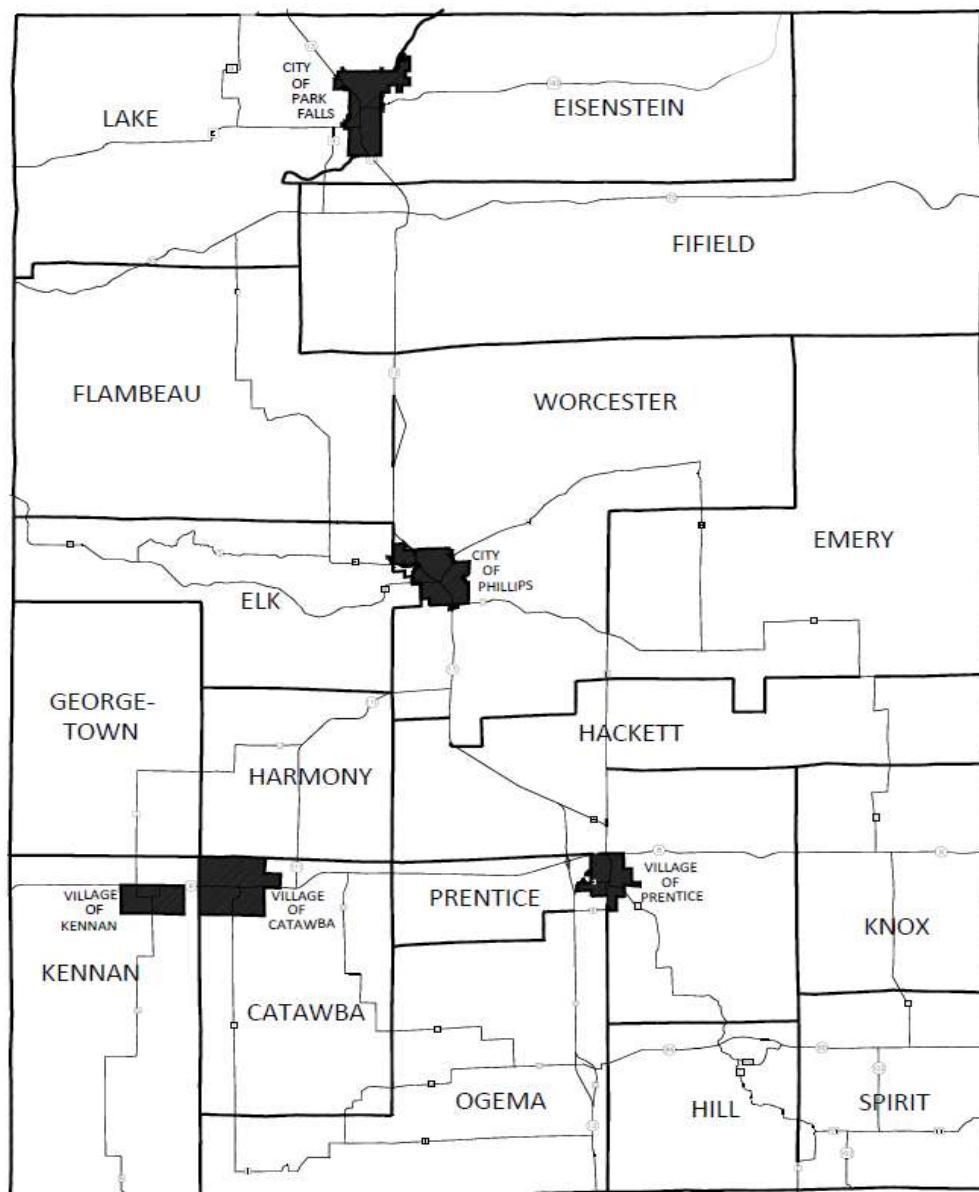 CITY
OF
PARK
FALLS
LAKE
EISENSTEIN
FIFIELD
FLAMBEAU
WORCESTER
EMERY
CITY
OF
PHILLIPS
ELK
GEORGE-
TOWN
HACKETT
HARMONY
VILLAGE
OF
KENNAN
VILLAGE
OF
CATAWBA
PRENTICE
VILLAGE
OF
PRENTICE
KNOX
KENNAN
CATAWBA
OGEMA
HILL
SPIRIT